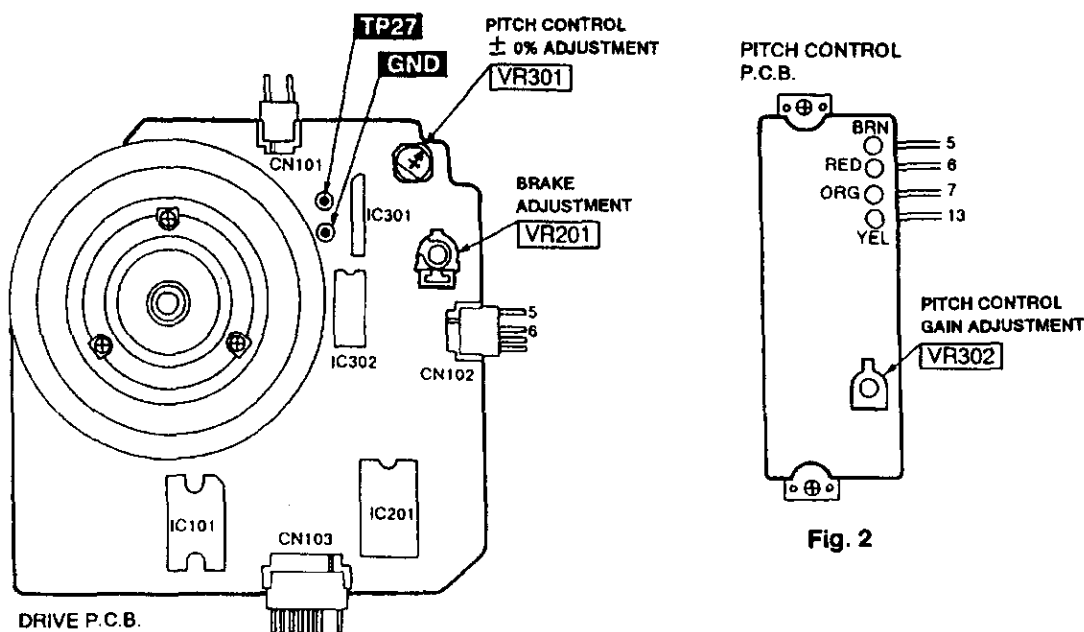 TP27
GND
PITCH CONTROL
± 0% ADJUSTMENT
VR301
CN101
IC301
BRAKE
ADJUSTMENT
VR201
5
6
IC302
CN102
IC101
IC201
CN103
DRIVE P.C.B.
PITCH CONTROL
P.C.B.
BRN
5
RED
6
ORG
7
13
YEL
PITCH CONTROL
GAIN ADJUSTMENT
VR302
Fig. 2